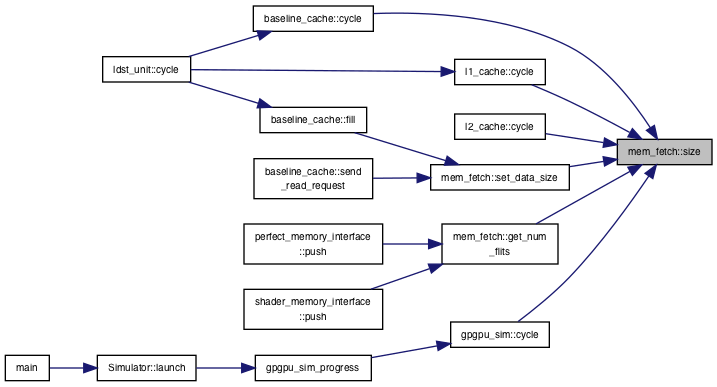 baseline_cache::cycle
ldst_unit::cycle
l1_cache::cycle
baseline_cache::fill
l2_cache::cycle
mem_fetch::size
baseline_cache::send
_read_request
mem_fetch::set_data_size
perfect_memory_interface
::push
mem_fetch::get_num
_flits
shader_memory_interface
::push
gpgpu_sim::cycle
main
Simulator::launch
gpgpu_sim_progress